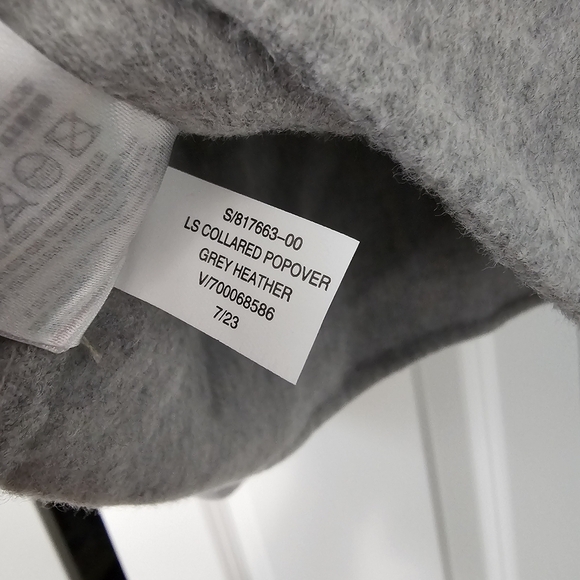 S/817663-00
LS COLLARED POPOVER
GREY HEATHER
V/700068586
7/23